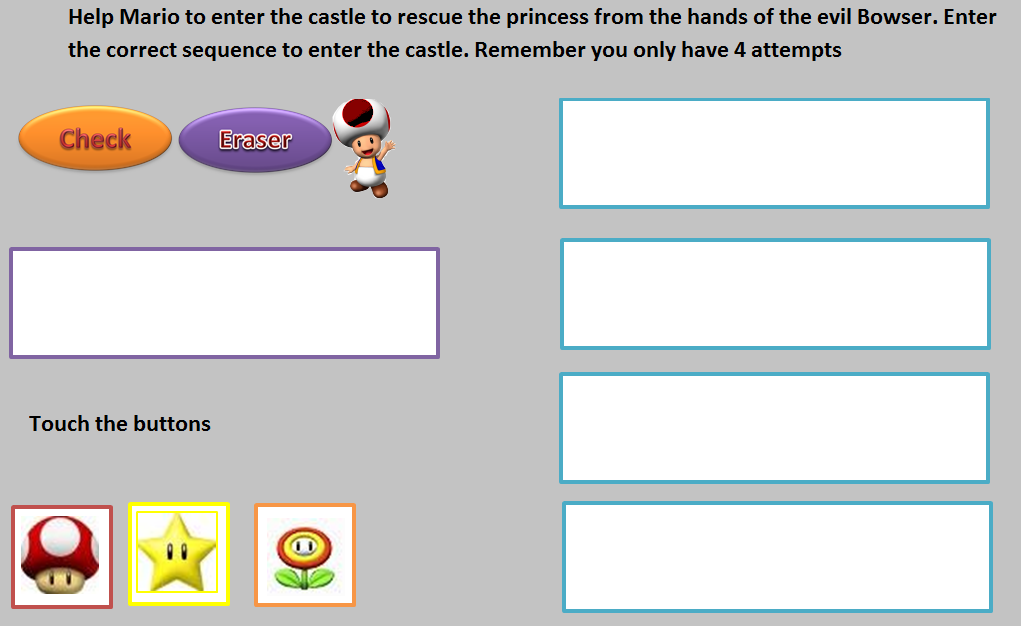 Help Mario to enter the castle to rescue the princess from the hands of the evil Bowser. Enter
the correct sequence to enter the castle. Remember you only have 4 attempts
Check
Eraser
Touch the buttons